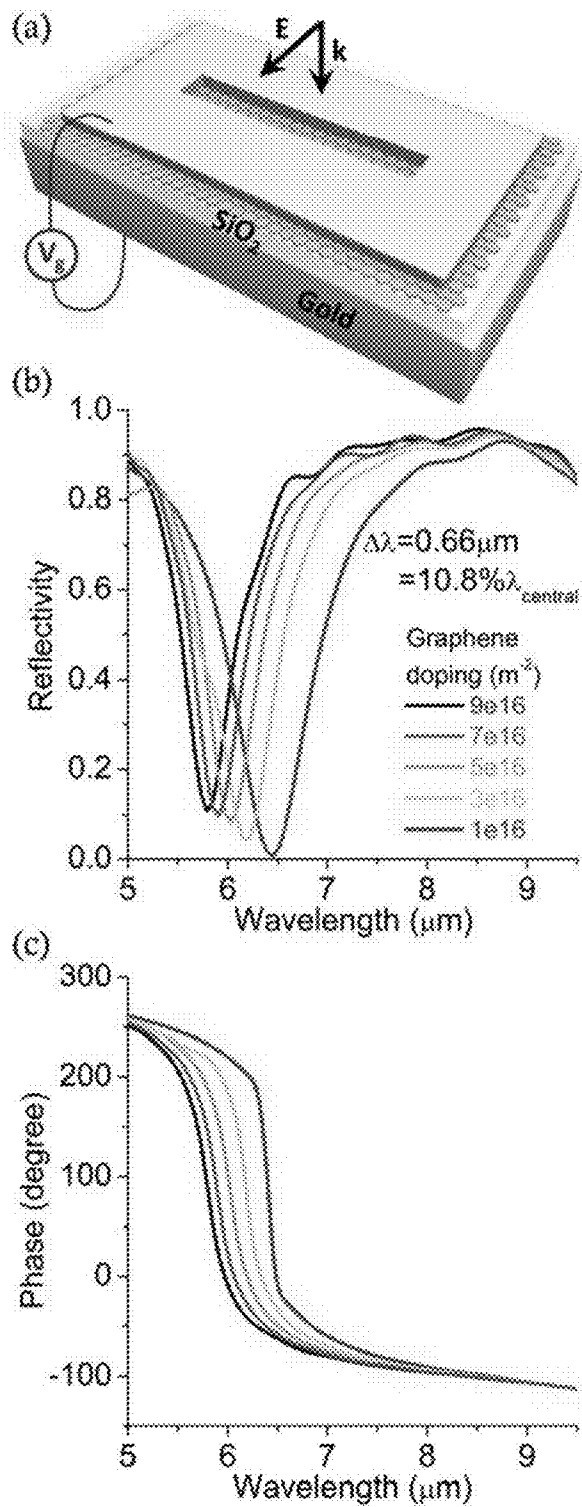 (a)
E
k
Vg
SiO2
Gold
(b)
1.0
0.8
0.6
0.4
0.2
0.0
Reflectivity
Δλ=0.66μm
=10.8%λcentral
Graphene
doping (m-2)
9e16
7e16
5e16
3e16
1e16
5 6 7 8 9
Wavelength (μm)
(c)
300
200
100
0
-100
Phase (degree)
5 6 7 8 9
Wavelength (μm)